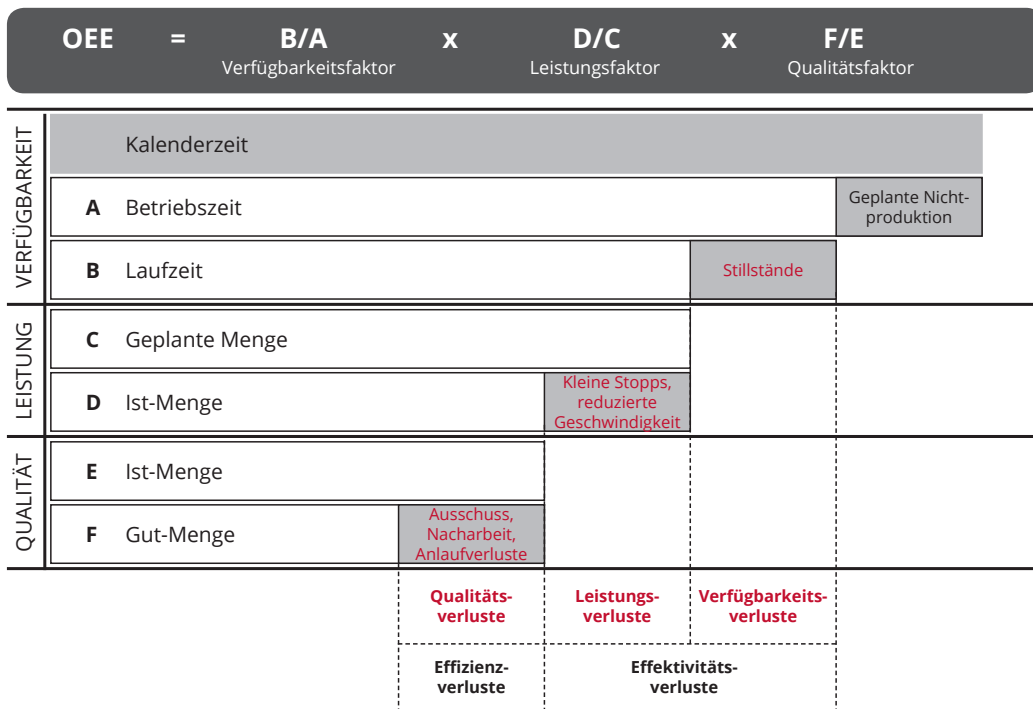 OEE = B/A x D/C x F/E
Verfügbarkeitsfaktor Leistungsfaktor Qualitätsfaktor
VERFÜGBARKEIT
Kalenderzeit
A Betriebszeit
Geplante Nicht-
produktion
B Laufzeit
Stillstände
LEISTUNG
C Geplante Menge
D Ist-Menge
Kleine Stopps,
reduzierte
Geschwindigkeit
QUALITÄT
E Ist-Menge
F Gut-Menge
Ausschuss,
Nacharbeit,
Anlaufverluste
Qualitäts-
verluste
Leistungs-
verluste
Verfügbarkeits-
verluste
Effizienz-
verluste
Effektivitäts-
verluste